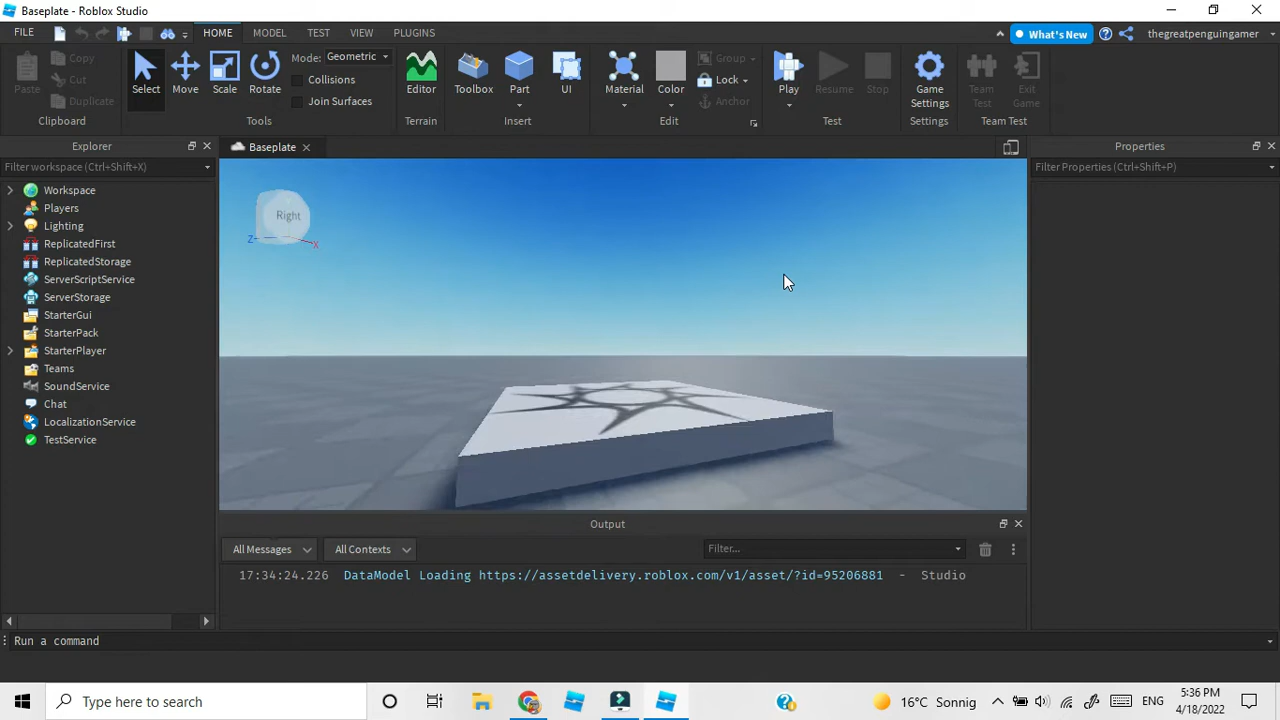 Baseplate - Roblox Studio
FILE HOME MODEL TEST VIEW PLUGINS What's New thegreatpenguingamer
Paste Copy Cut Duplicate
Clipboard
Select Move Scale Rotate
Mode: Geometric
Collisions
Join Surfaces
Tools
Editor
Terrain
Toolbox Part UI
Insert
Material Color
Group
Lock
Anchor
Edit
Play Resume Stop
Test
Game Settings
Settings
Team Test Exit Game
Team Test
Explorer
Filter workspace (Ctrl+Shift+X)
Workspace
Players
Lighting
ReplicatedFirst
ReplicatedStorage
ServerScriptService
ServerStorage
StarterGui
StarterPack
StarterPlayer
Teams
SoundService
Chat
LocalizationService
TestService
Baseplate
Right
Z X
Properties
Filter Properties (Ctrl+Shift+P)
Output
All Messages All Contexts Filter...
17:34:24.226 DataModel Loading https://assetdelivery.roblox.com/v1/asset/?id=95206881 - Studio
Run a command
Type here to search
16°C Sonnig
ENG
5:36 PM
4/18/2022